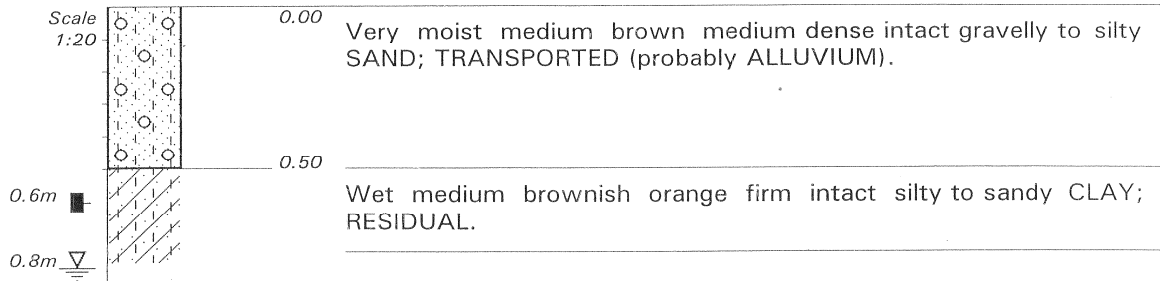 Scale
1:20
0.00
Very moist medium brown medium dense intact gravelly to silty
SAND; TRANSPORTED (probably ALLUVIUM).
0.50
0.6m
Wet medium brownish orange firm intact silty to sandy CLAY;
RESIDUAL.
0.8m